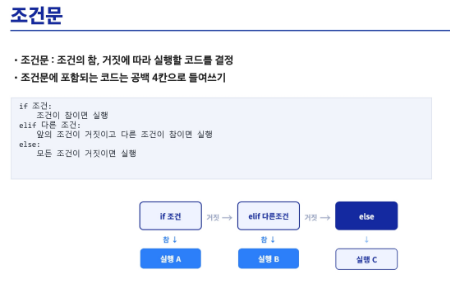 조건문
· 조건문 : 조건의 참, 거짓에 따라 실행할 코드를 결정
· 조건문에 포함되는 코드는 공백 4칸으로 들여쓰기
if 조건:
    조건이 참이면 실행
elif 다른 조건:
    앞의 조건이 거짓이고 다른 조건이 참이면 실행
else:
    모든 조건이 거짓이면 실행
if 조건 거짓 → elif 다른조건 거짓 → else
참 ↓ 참 ↓ ↓
실행 A 실행 B 실행 C